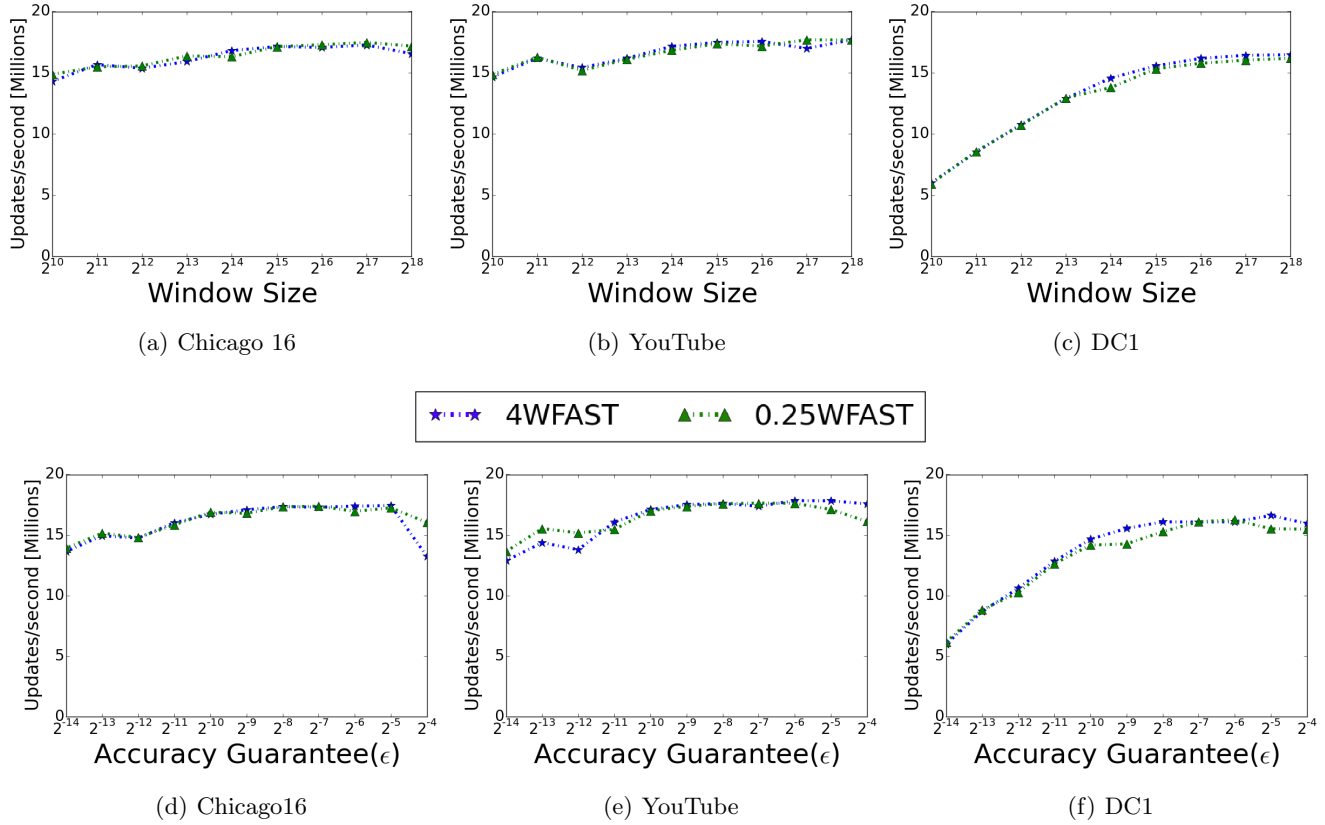 Updates/second [Millions]
20
15
10
5
0
2^10 2^11 2^12 2^13 2^14 2^15 2^16 2^17 2^18
Window Size
(a) Chicago 16
Updates/second [Millions]
20
15
10
5
0
2^10 2^11 2^12 2^13 2^14 2^15 2^16 2^17 2^18
Window Size
(b) YouTube
Updates/second [Millions]
20
15
10
5
0
2^10 2^11 2^12 2^13 2^14 2^15 2^16 2^17 2^18
Window Size
(c) DC1
4WFAST 0.25WFAST
Updates/second [Millions]
20
15
10
5
0
2^-14 2^-13 2^-12 2^-11 2^-10 2^-9 2^-8 2^-7 2^-6 2^-5 2^-4
Accuracy Guarantee(ϵ)
(d) Chicago16
Updates/second [Millions]
20
15
10
5
0
2^-14 2^-13 2^-12 2^-11 2^-10 2^-9 2^-8 2^-7 2^-6 2^-5 2^-4
Accuracy Guarantee(ϵ)
(e) YouTube
Updates/second [Millions]
20
15
10
5
0
2^-14 2^-13 2^-12 2^-11 2^-10 2^-9 2^-8 2^-7 2^-6 2^-5 2^-4
Accuracy Guarantee(ϵ)
(f) DC1